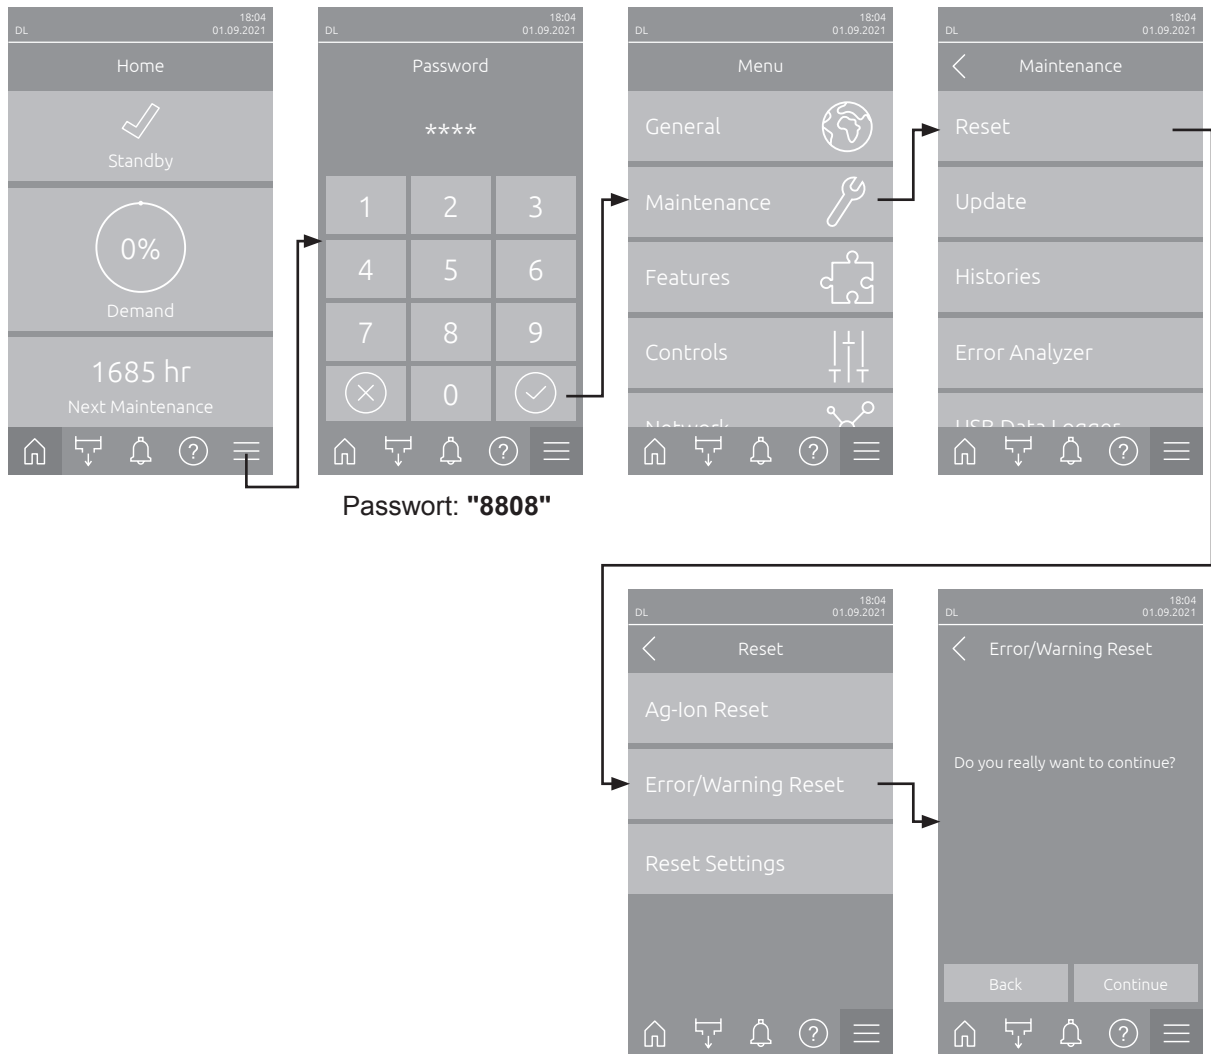 18:04
DL 01.09.2021
Home
Standby
0%
Demand
1685 hr
Next Maintenance
18:04
DL 01.09.2021
Password
****
1 2 3
4 5 6
7 8 9
0
Passwort: "8808"
18:04
DL 01.09.2021
Menu
General
Maintenance
Features
Controls
Network
18:04
DL 01.09.2021
Maintenance
Reset
Update
Histories
Error Analyzer
USB Data Logger
18:04
DL 01.09.2021
Reset
Ag-Ion Reset
Error/Warning Reset
Reset Settings
18:04
DL 01.09.2021
Error/Warning Reset
Do you really want to continue?
Back Continue